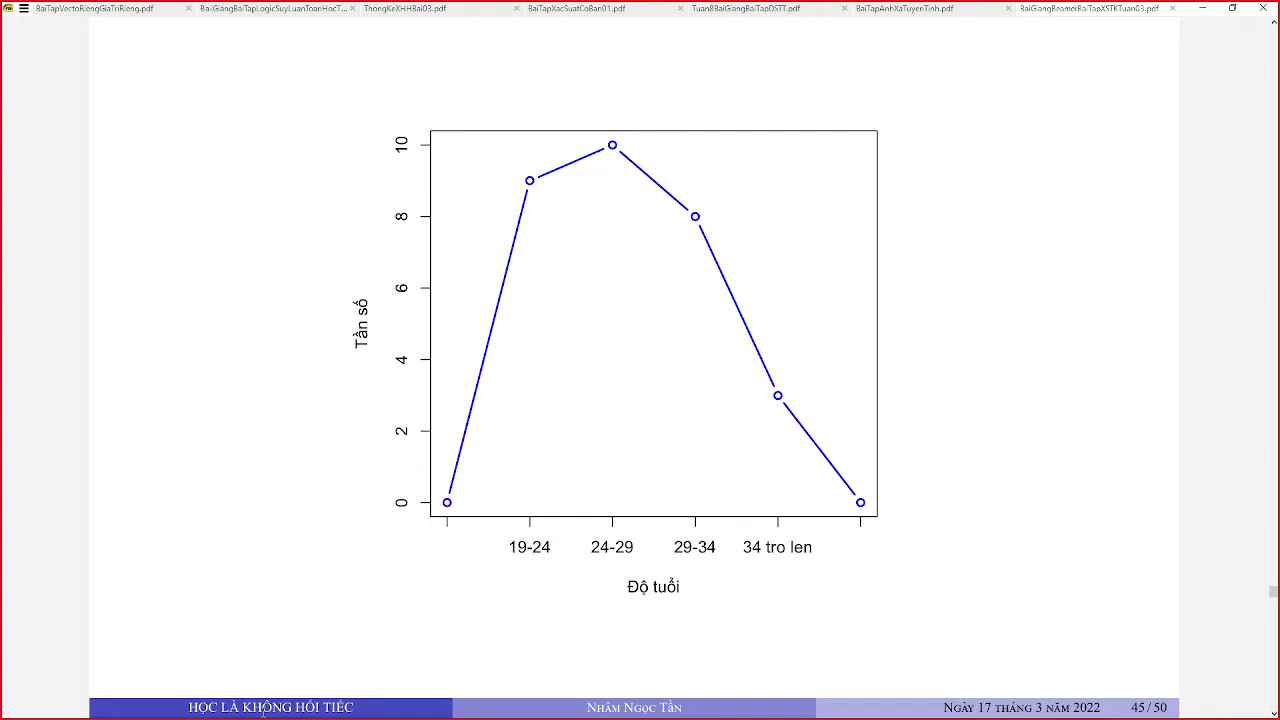 BaiTapVectoRiengGiaTriRieng.pdf
BaiGiangBaiTapLogicSuyLuanToanHocT...
ThongKeXHHBai03.pdf
BaiTapXacSuatCoBan01.pdf
Tuan8BaiGiangBaiTapDSTT.pdf
BaiTapAnhXaTuyenTinh.pdf
BaiGiangBeamerBaiTapXSTKTuan03.pdf
10
8
6
4
2
0
Tần số
19-24 24-29 29-34 34 tro len
Độ tuổi
HỌC LÀ KHÔNG HỐI TIẾC
Nhâm Ngọc Tần
Ngày 17 tháng 3 năm 2022
45 / 50